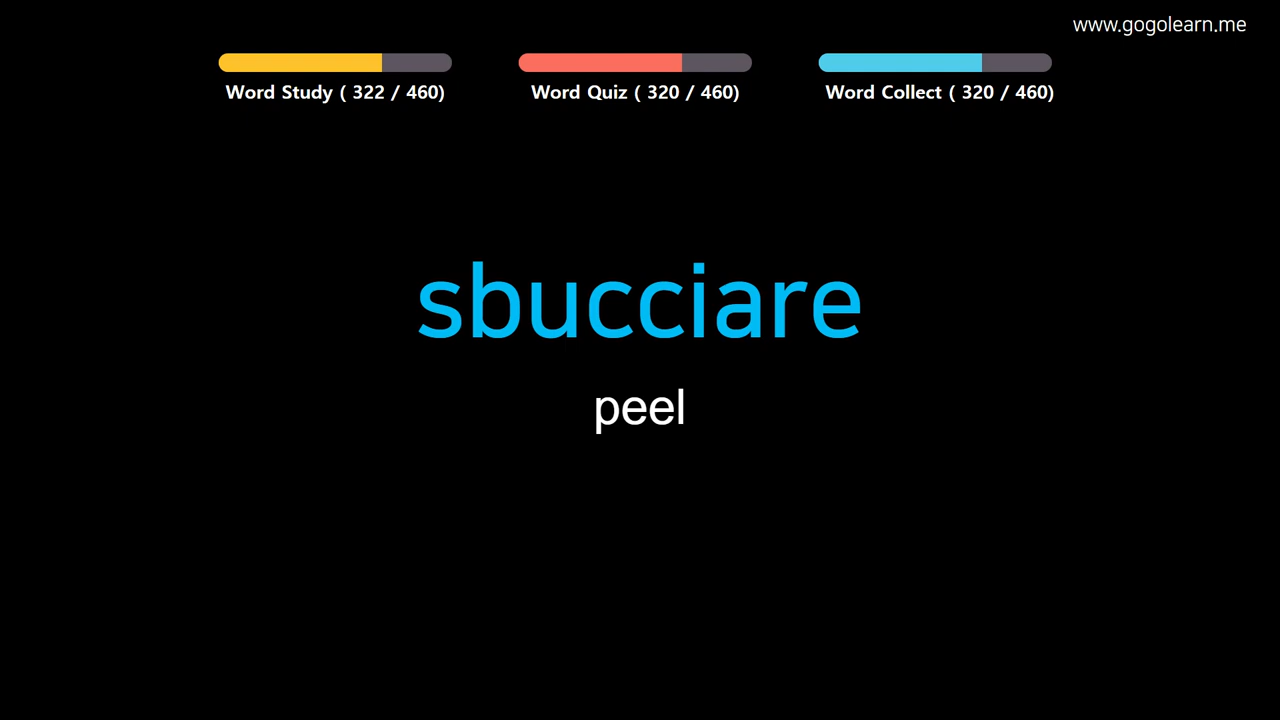 www.gogolearn.me
Word Study ( 322 / 460)
Word Quiz ( 320 / 460)
Word Collect ( 320 / 460)
sbucciare
peel